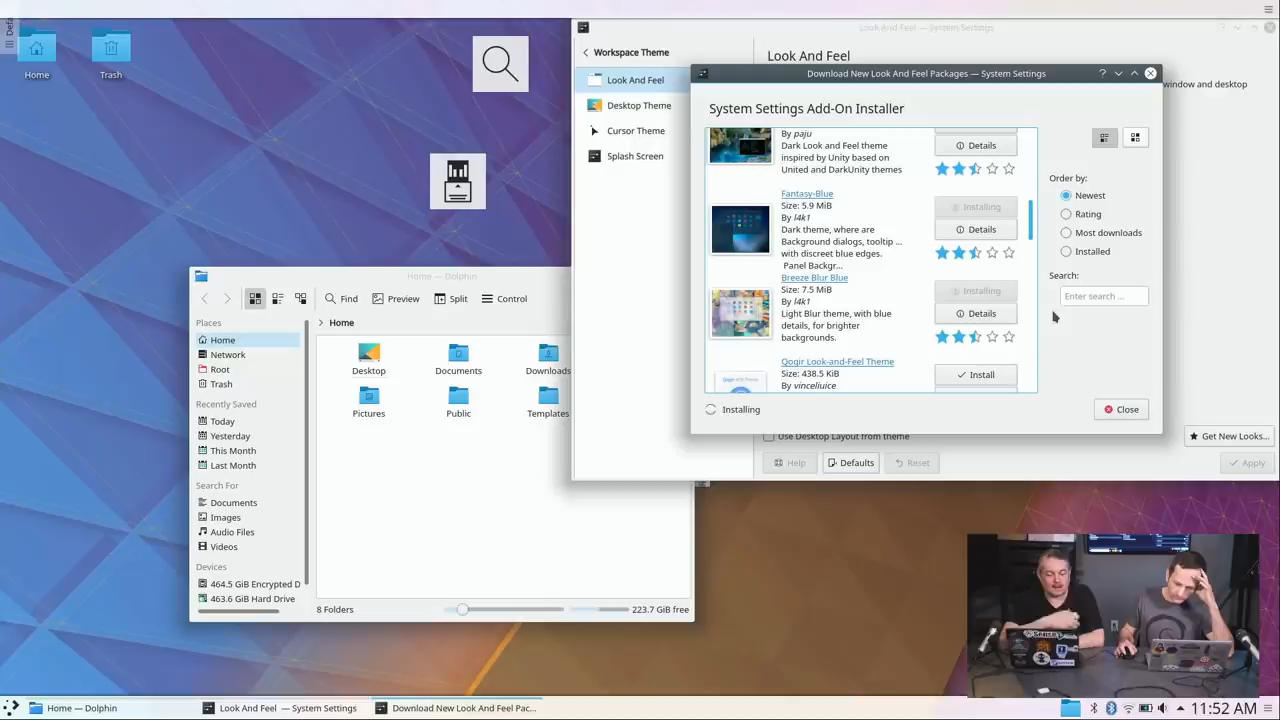 Defa
Home
Trash
Look And Feel — System Settings
Workspace Theme
Look And Feel
Look And Feel
Desktop Theme
Cursor Theme
Splash Screen
window and desktop
Download New Look And Feel Packages — System Settings
System Settings Add-On Installer
By paju
Dark Look and Feel theme
inspired by Unity based on
United and DarkUnity themes
Details
Fantasy-Blue
Size: 5.9 MiB
By l4k1
Dark theme, where are
Background dialogs, tooltip ...
with discreet blue edges.
Panel Backgr...
Installing
Details
Breeze Blur Blue
Size: 7.5 MiB
By l4k1
Light Blur theme, with blue
details, for brighter
backgrounds.
Installing
Details
Qogir Look-and-Feel Theme
Size: 438.5 KiB
By vinceliuice
Install
Order by:
Newest
Rating
Most downloads
Installed
Search:
Enter search ...
Installing
Close
Use Desktop Layout from theme
Get New Looks...
Help
Defaults
Reset
Apply
Home — Dolphin
Find
Preview
Split
Control
Places
Home
Network
Root
Trash
Recently Saved
Today
Yesterday
This Month
Last Month
Search For
Documents
Images
Audio Files
Videos
Devices
464.5 GiB Encrypted D
463.6 GiB Hard Drive
Home
Desktop
Documents
Downloads
Pictures
Public
Templates
8 Folders
223.7 GiB free
Home — Dolphin
Look And Feel — System Settings
Download New Look And Feel Pac...
11:52 AM